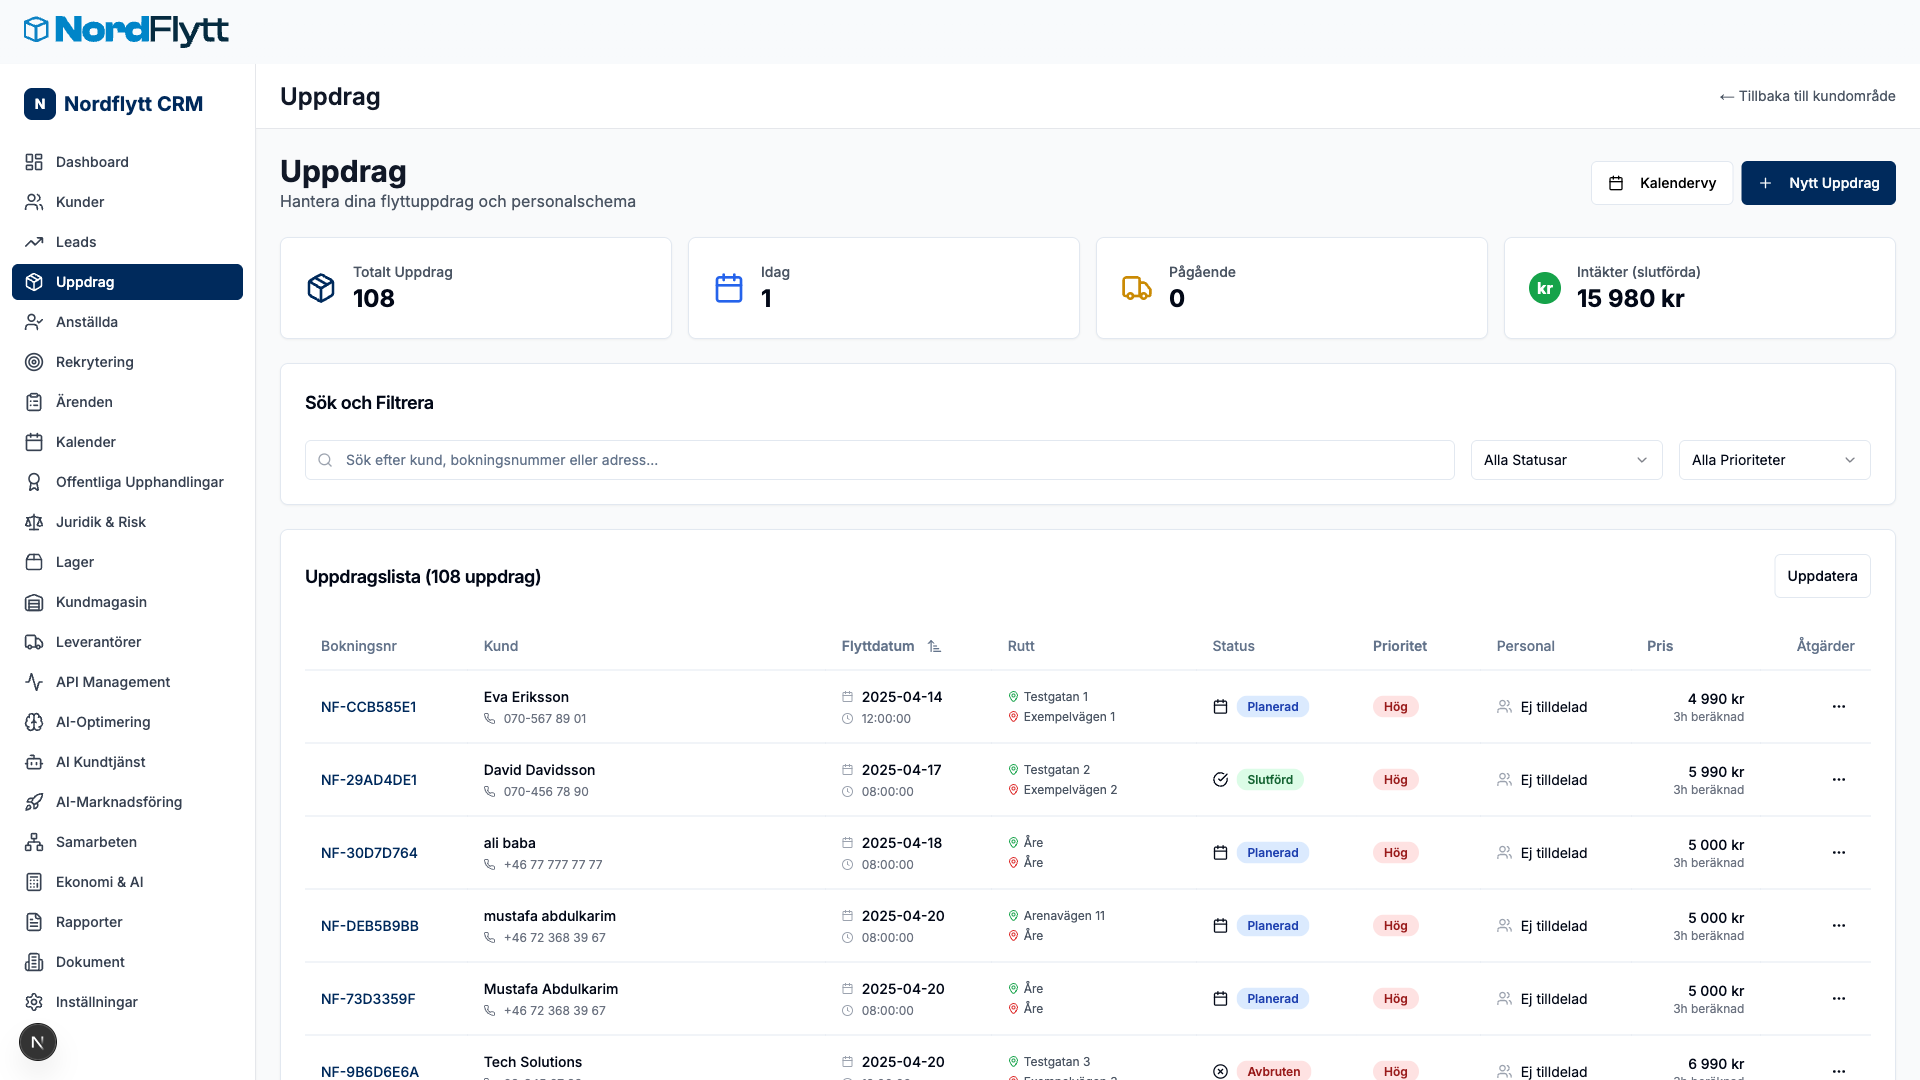 NordFlytt
N Nordflytt CRM
Dashboard
Kunder
Leads
Uppdrag
Anställda
Rekrytering
Ärenden
Kalender
Offentliga Upphandlingar
Juridik & Risk
Lager
Kundmagasin
Leverantörer
API Management
AI-Optimering
AI Kundtjänst
AI-Marknadsföring
Samarbeten
Ekonomi & AI
Rapporter
Dokument
Inställningar
N
Uppdrag
← Tillbaka till kundområde
Uppdrag
Hantera dina flyttuppdrag och personalschema
Kalendervy
+ Nytt Uppdrag
Totalt Uppdrag
108
Idag
1
Pågående
0
kr
Intäkter (slutförda)
15 980 kr
Sök och Filtrera
Sök efter kund, bokningsnummer eller adress...
Alla Statusar
Alla Prioriteter
Uppdragslista (108 uppdrag)
Uppdatera
Bokningsnr Kund Flyttdatum Rutt Status Prioritet Personal Pris Åtgärder
NF-CCB585E1 Eva Eriksson 2025-04-14 Testgatan 1 Planerad Hög Ej tilldelad 4 990 kr ...
070-567 89 01 12:00:00 Exempelvägen 1 3h beräknad
NF-29AD4DE1 David Davidsson 2025-04-17 Testgatan 2 Slutförd Hög Ej tilldelad 5 990 kr ...
070-456 78 90 08:00:00 Exempelvägen 2 3h beräknad
NF-30D7D764 ali baba 2025-04-18 Åre Planerad Hög Ej tilldelad 5 000 kr ...
+46 77 777 77 77 08:00:00 Åre 3h beräknad
NF-DEB5B9BB mustafa abdulkarim 2025-04-20 Arenavägen 11 Planerad Hög Ej tilldelad 5 000 kr ...
+46 72 368 39 67 08:00:00 Åre 3h beräknad
NF-73D3359F Mustafa Abdulkarim 2025-04-20 Åre Planerad Hög Ej tilldelad 5 000 kr ...
+46 72 368 39 67 08:00:00 Åre 3h beräknad
NF-9B6D6E6A Tech Solutions 2025-04-20 Testgatan 3 Avbruten Hög Ej tilldelad 6 990 kr ...